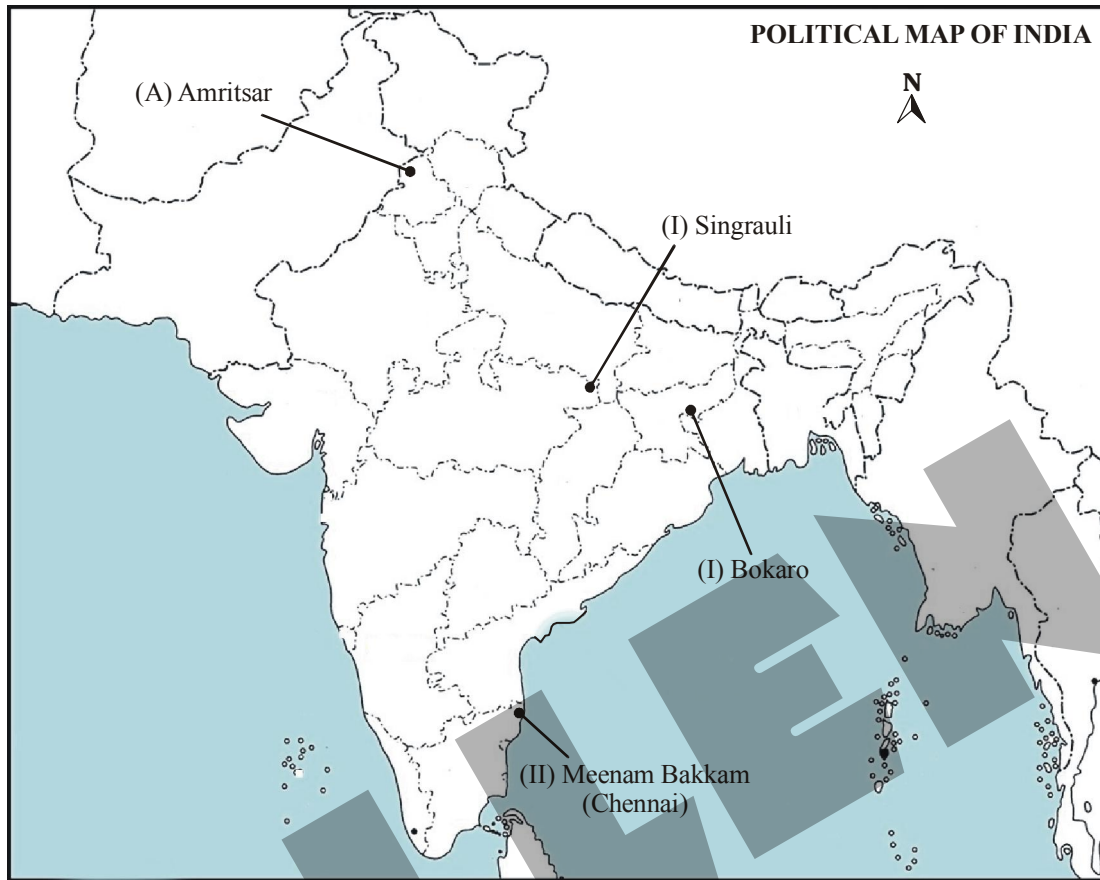 POLITICAL MAP OF INDIA
N
(A) Amritsar
(I) Singrauli
(I) Bokaro
(II) Meenam Bakkam
(Chennai)